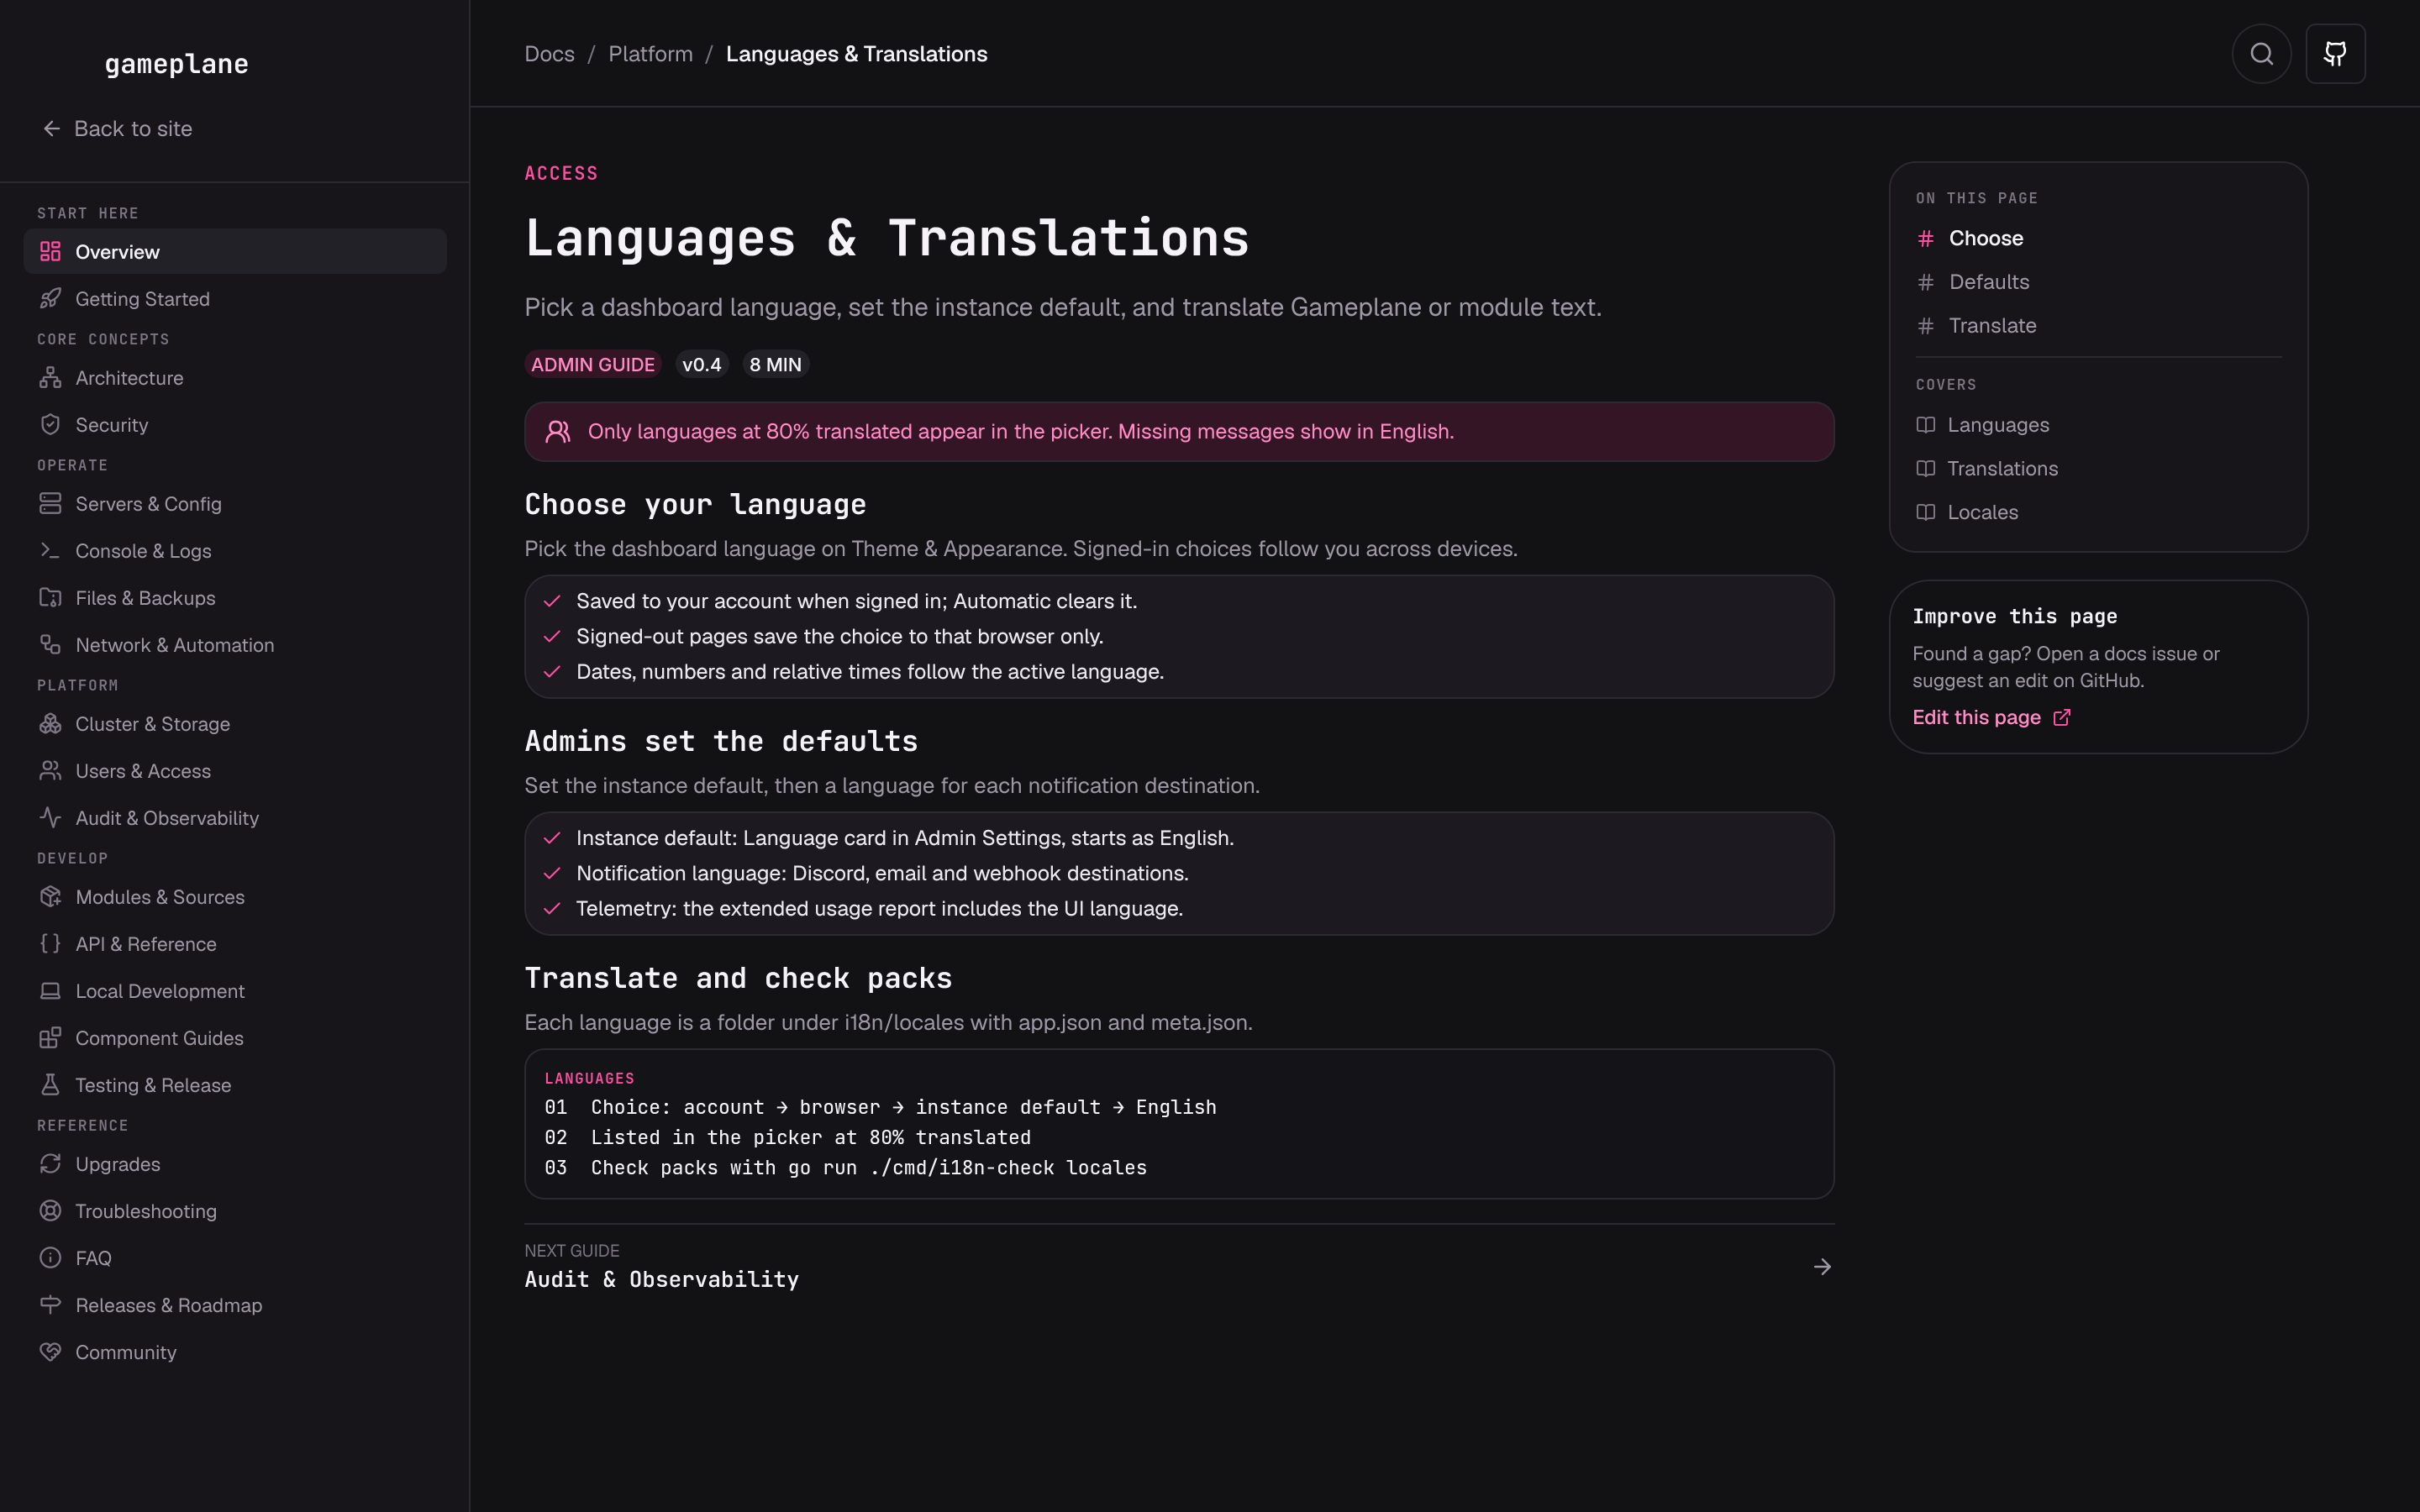 gameplane
Back to site
START HERE
Overview
Getting Started
CORE CONCEPTS
Architecture
Security
OPERATE
Servers & Config
Console & Logs
Files & Backups
Network & Automation
PLATFORM
Cluster & Storage
Users & Access
Audit & Observability
DEVELOP
Modules & Sources
API & Reference
Local Development
Component Guides
Testing & Release
REFERENCE
Upgrades
Troubleshooting
FAQ
Releases & Roadmap
Community
Docs / Platform / Languages & Translations
ACCESS
Languages & Translations
Pick a dashboard language, set the instance default, and translate Gameplane or module text.
ADMIN GUIDE v0.4 8 MIN
Only languages at 80% translated appear in the picker. Missing messages show in English.
Choose your language
Pick the dashboard language on Theme & Appearance. Signed-in choices follow you across devices.
Saved to your account when signed in; Automatic clears it.
Signed-out pages save the choice to that browser only.
Dates, numbers and relative times follow the active language.
Admins set the defaults
Set the instance default, then a language for each notification destination.
Instance default: Language card in Admin Settings, starts as English.
Notification language: Discord, email and webhook destinations.
Telemetry: the extended usage report includes the UI language.
Translate and check packs
Each language is a folder under i18n/locales with app.json and meta.json.
LANGUAGES
01 Choice: account → browser → instance default → English
02 Listed in the picker at 80% translated
03 Check packs with go run ./cmd/i18n-check locales
NEXT GUIDE
Audit & Observability
ON THIS PAGE
# Choose
# Defaults
# Translate
COVERS
Languages
Translations
Locales
Improve this page
Found a gap? Open a docs issue or
suggest an edit on GitHub.
Edit this page